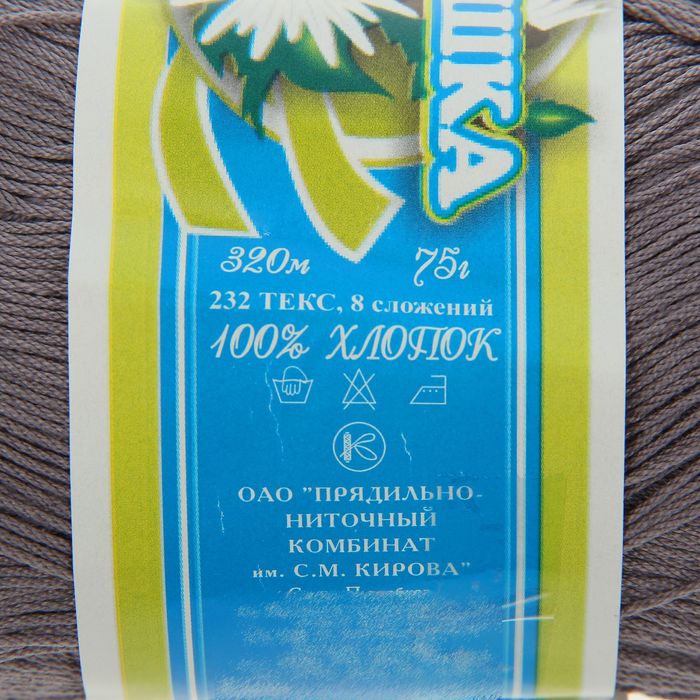 ШКА
320м 75г
232 ТЕКС, 8 сложений
100% ХЛОПОК
К
ОАО "ПРЯДИЛЬНО-
НИТОЧНЫЙ
КОМБИНАТ
им. С.М. КИРОВА"